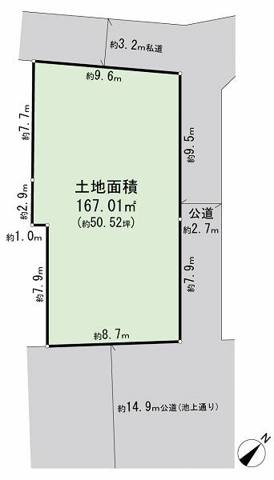 約3.2m私道
約9.6m
約7.7m
約9.5m
土地面積
167.01㎡
(約50.52坪)
約2.9m
公道
約2.7m
約1.0m
約7.9m
約7.9m
約8.7m
約14.9m公道(池上通り)
N